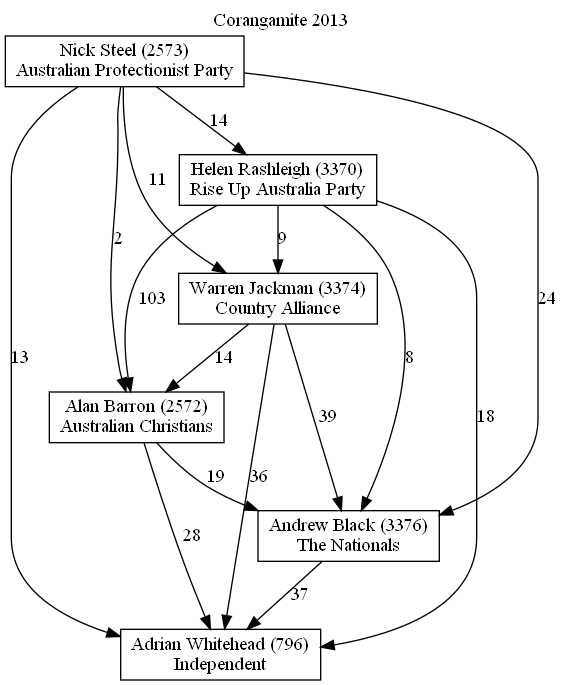 Corangamite 2013
Nick Steel (2573)
Australian Protectionist Party
14
Helen Rashleigh (3370)
Rise Up Australia Party
11
2
9
103
24
Warren Jackman (3374)
Country Alliance
13
14
8
Alan Barron (2572)
Australian Christians
39
18
19
36
Andrew Black (3376)
The Nationals
28
37
Adrian Whitehead (796)
Independent